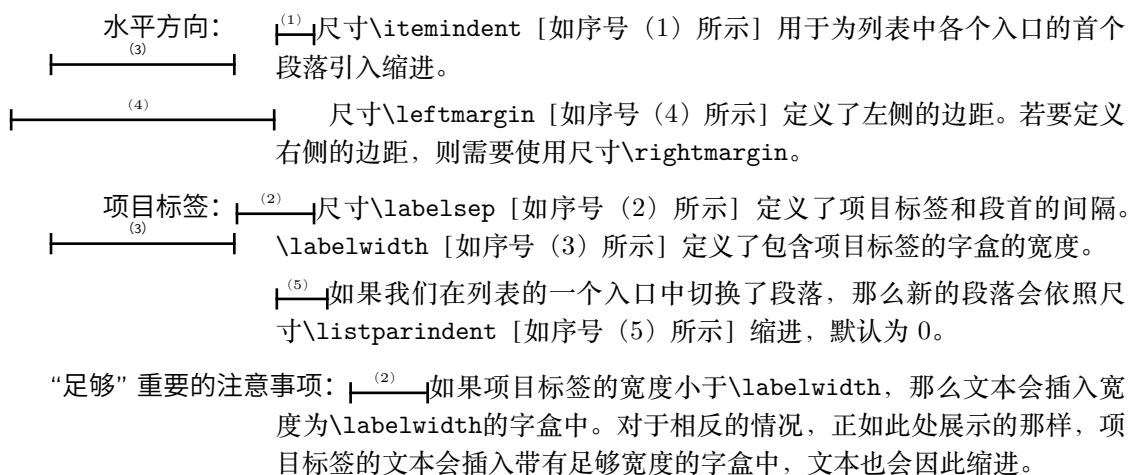 水平方向： (1) 尺寸\itemindent［如序号（1）所示］用于为列表中各个入口的首个
(3) 段落引入缩进。
(4) 尺寸\leftmargin［如序号（4）所示］定义了左侧的边距。若要定义
右侧的边距，则需要使用尺寸\rightmargin。
项目标签： (2) 尺寸\labelsep［如序号（2）所示］定义了项目标签和段首的间隔。
(3) \labelwidth［如序号（3）所示］定义了包含项目标签的字盒的宽度。
(5) 如果我们在列表的一个入口中切换了段落，那么新的段落会依照尺
寸\listparindent［如序号（5）所示］缩进，默认为 0。
“足够”重要的注意事项： (2) 如果项目标签的宽度小于\labelwidth，那么文本会插入宽
度为\labelwidth的字盒中。对于相反的情况，正如此处展示的那样，项
目标签的文本会插入带有足够宽度的字盒中，文本也会因此缩进。